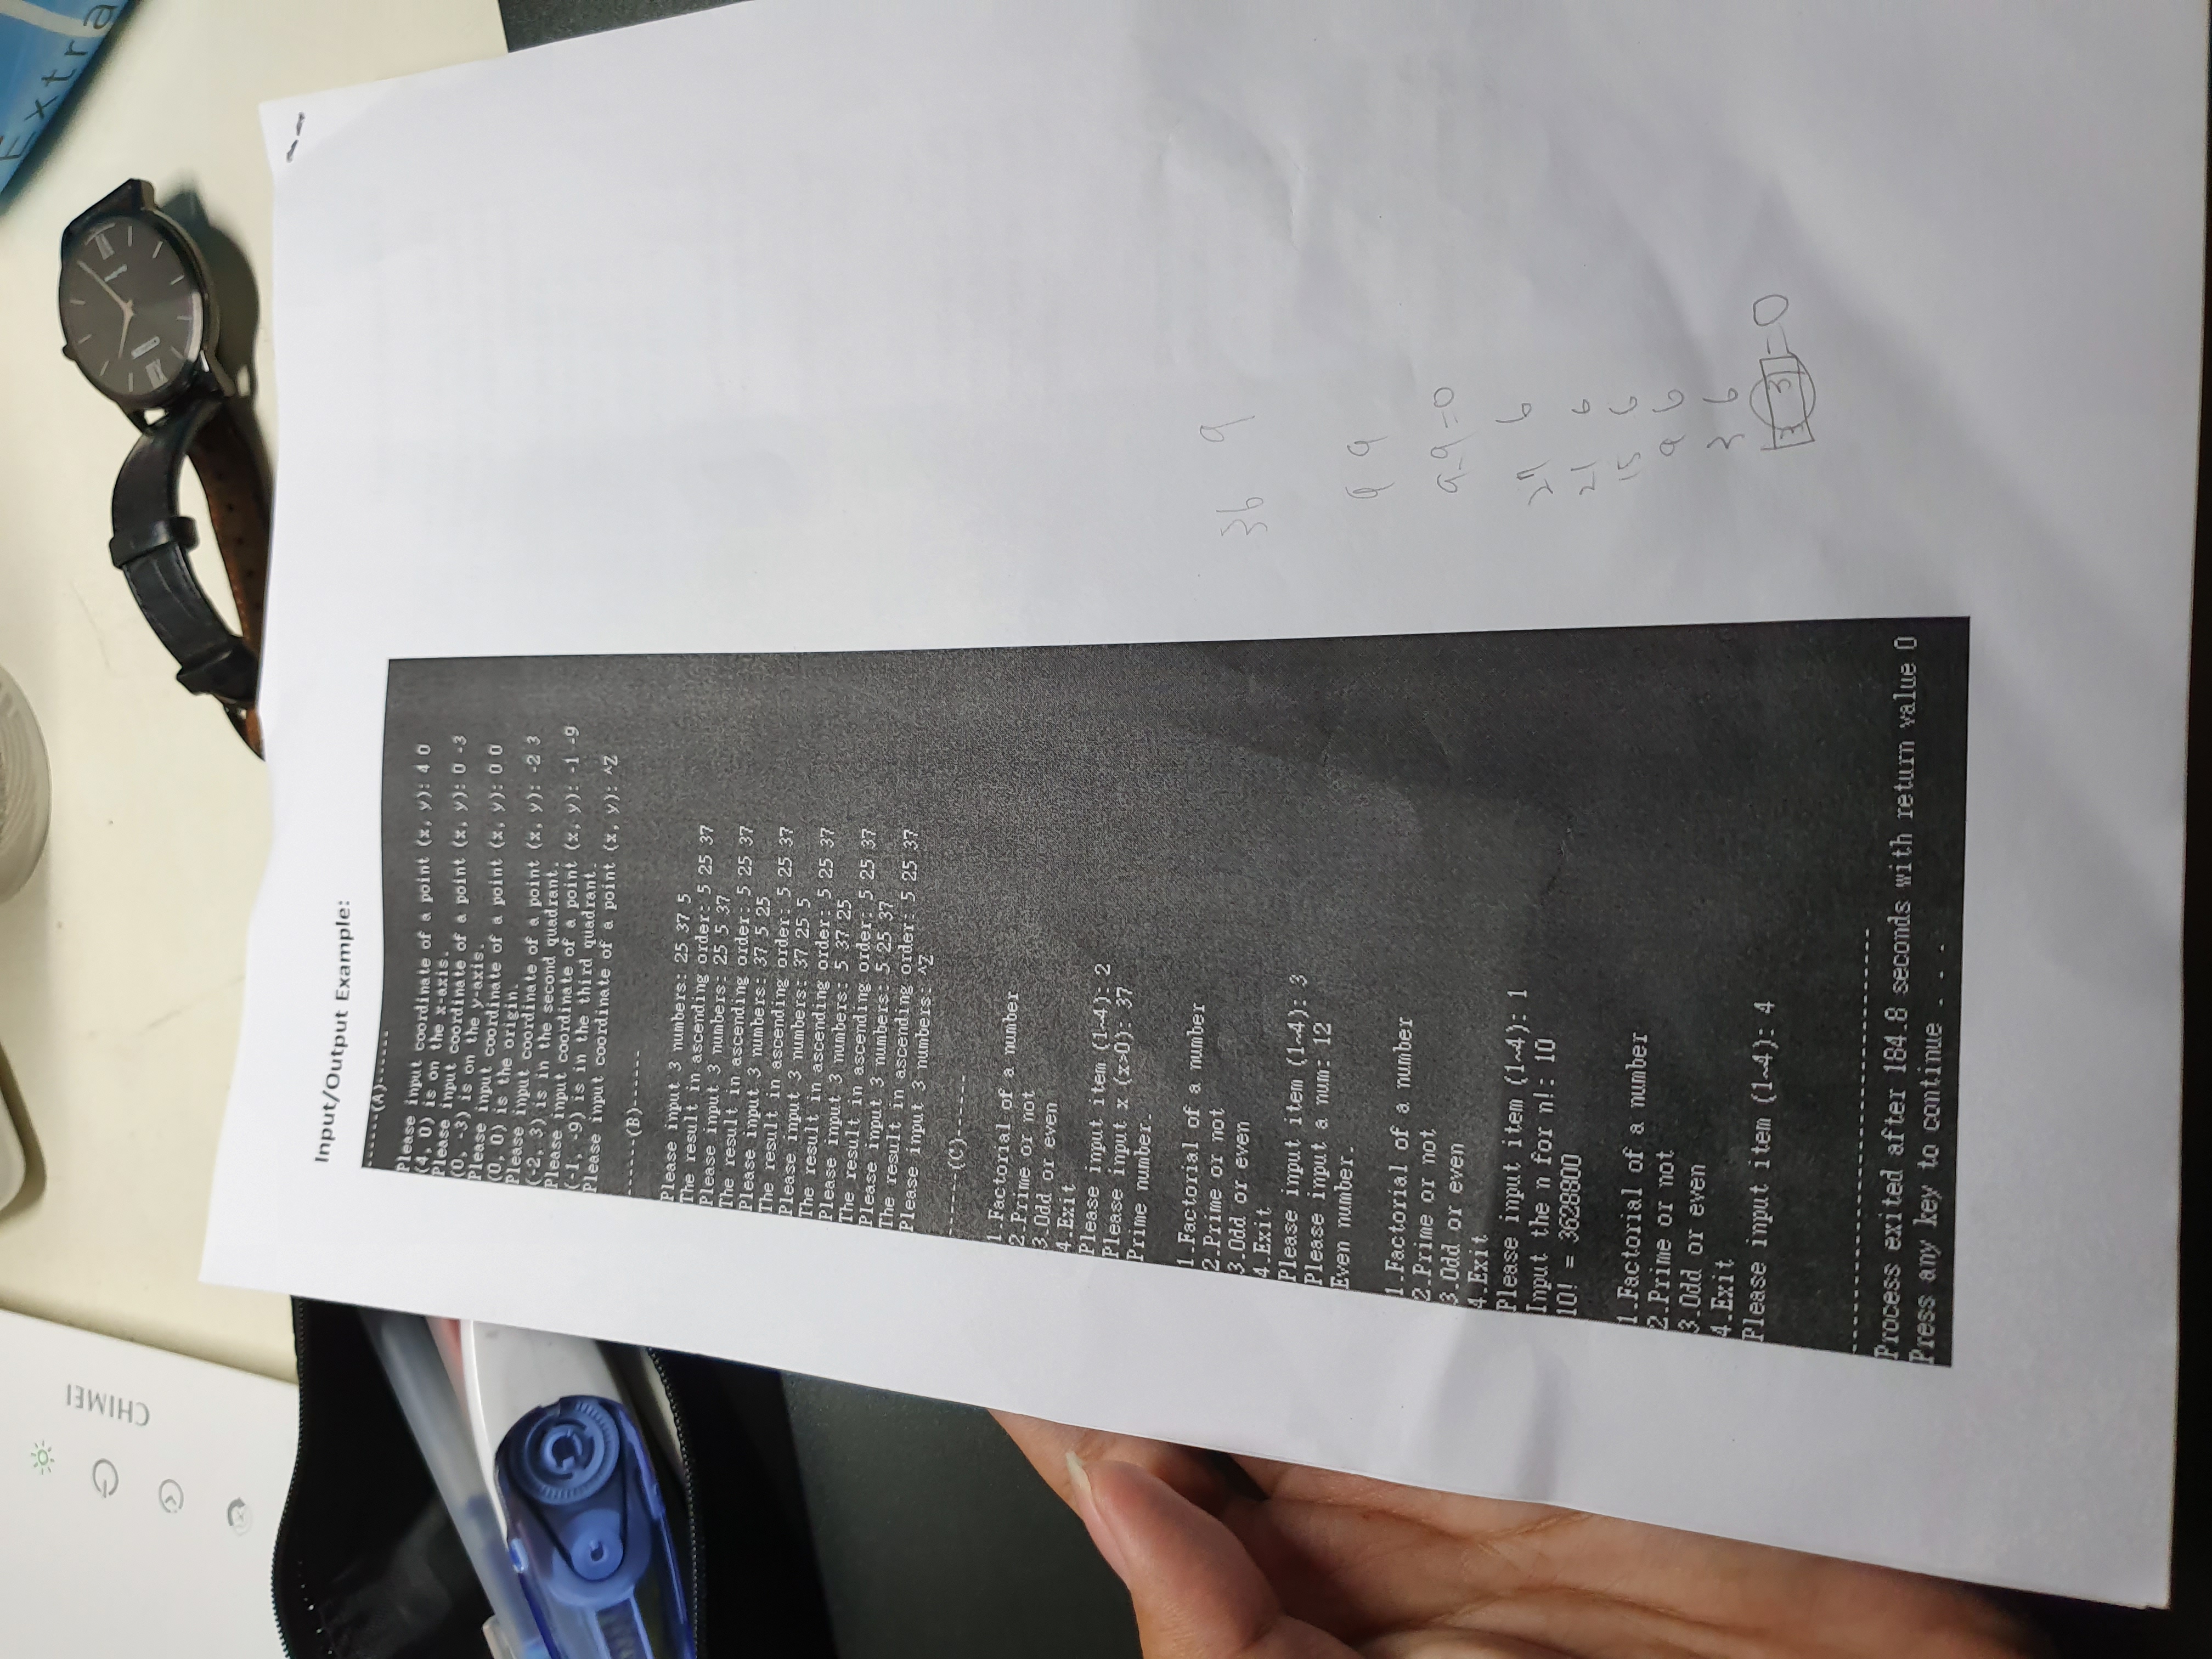 CHIMEI
Extra
Input/Output Example:
------(A)------
Please input coordinate of a point (x, y): 4 0
(4, 0) is on the x-axis.
Please input coordinate of a point (x, y): 0 -3
(0, -3) is on the y-axis.
Please input coordinate of a point (x, y): 0 0
(0, 0) is the origin.
Please input coordinate of a point (x, y): -2 3
(-2, 3) is in the second quadrant.
Please input coordinate of a point (x, y): -1 -9
(-1, -9) is in the third quadrant.
Please input coordinate of a point (x, y): ^Z
------(B)------
Please input 3 numbers: 25 37 5
The result in ascending order: 5 25 37
Please input 3 numbers: 25 5 37
The result in ascending order: 5 25 37
Please input 3 numbers: 37 5 25
The result in ascending order: 5 25 37
Please input 3 numbers: 37 25 5
The result in ascending order: 5 25 37
Please input 3 numbers: 5 37 25
The result in ascending order: 5 25 37
Please input 3 numbers: 5 25 37
The result in ascending order: 5 25 37
Please input 3 numbers: ^Z
------(C)------
1.Factorial of a number
2.Prime or not
3.Odd or even
4.Exit
Please input item (1~4): 2
Please input x (x>0): 37
Prime number.
1.Factorial of a number
2.Prime or not
3.Odd or even
4.Exit
Please input item (1~4): 3
Please input a num: 12
Even number.
1.Factorial of a number
2.Prime or not
3.Odd or even
4.Exit
Please input item (1~4): 1
Input the n for n!: 10
10! = 3628800
1.Factorial of a number
2.Prime or not
3.Odd or even
4.Exit
Please input item (1~4): 4
--------------------------------
Process exited after 184.8 seconds with return value 0
Press any key to continue . . .
36 9
9 9
9-9=0
27 6
21 6
15 6
9 6
3 6
3 3 =0